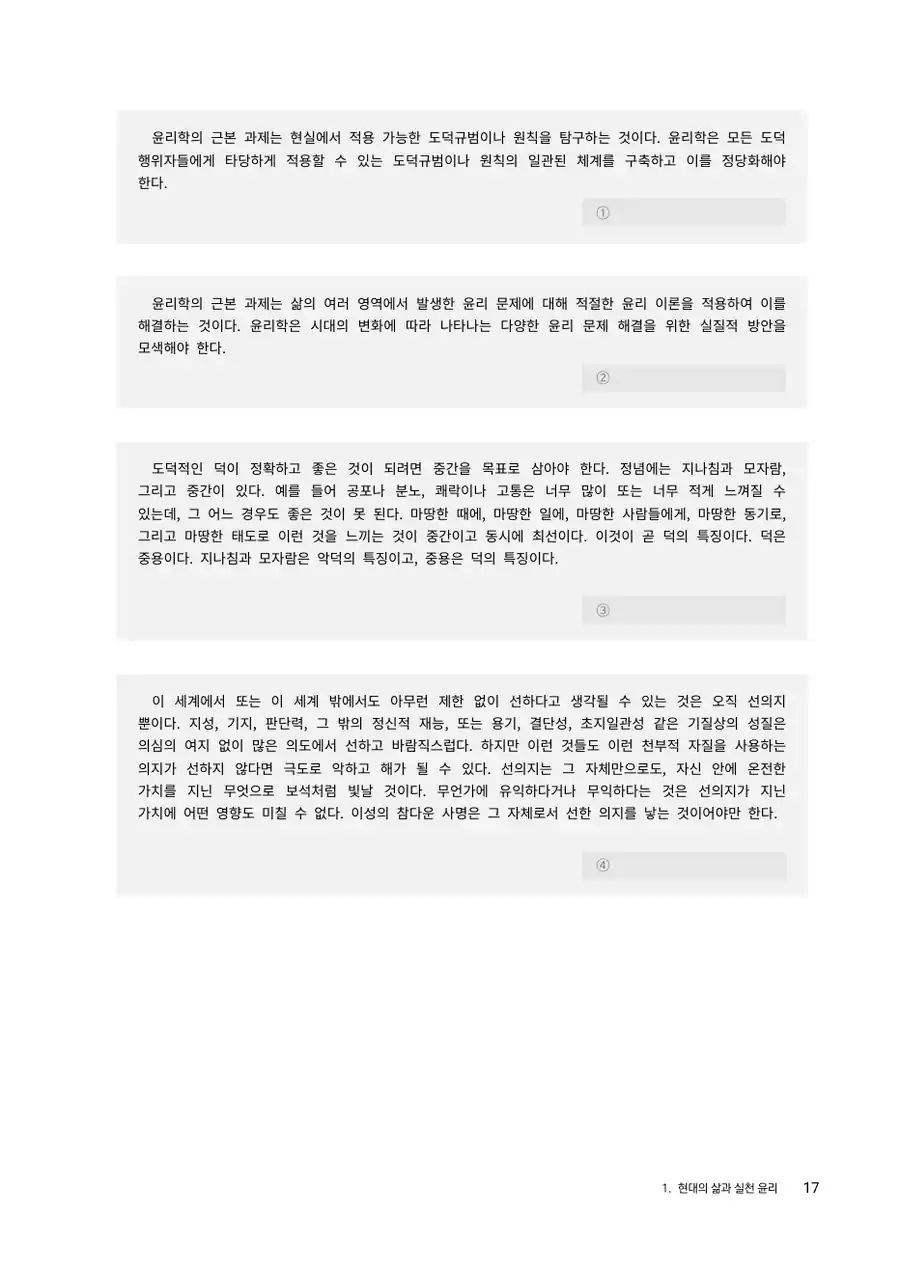 윤리학의 근본 과제는 현실에서 적용 가능한 도덕규범이나 원칙을 탐구하는 것이다. 윤리학은 모든 도덕
행위자들에게 타당하게 적용할 수 있는 도덕규범이나 원칙의 일관된 체계를 구축하고 이를 정당화해야
한다.
①
윤리학의 근본 과제는 삶의 여러 영역에서 발생한 윤리 문제에 대해 적절한 윤리 이론을 적용하여 이를
해결하는 것이다. 윤리학은 시대의 변화에 따라 나타나는 다양한 윤리 문제 해결을 위한 실질적 방안을
모색해야 한다.
②
도덕적인 덕이 정확하고 좋은 것이 되려면 중간을 목표로 삼아야 한다. 정념에는 지나침과 모자람,
그리고 중간이 있다. 예를 들어 공포나 분노, 쾌락이나 고통은 너무 많이 또는 너무 적게 느껴질 수
있는데, 그 어느 경우도 좋은 것이 못 된다. 마땅한 때에, 마땅한 일에, 마땅한 사람들에게, 마땅한 동기로,
그리고 마땅한 태도로 이런 것을 느끼는 것이 중간이고 동시에 최선이다. 이것이 곧 덕의 특징이다. 덕은
중용이다. 지나침과 모자람은 악덕의 특징이고, 중용은 덕의 특징이다.
③
이 세계에서 또는 이 세계 밖에서도 아무런 제한 없이 선하다고 생각될 수 있는 것은 오직 선의지
뿐이다. 지성, 기지, 판단력, 그 밖의 정신적 재능, 또는 용기, 결단성, 초지일관성 같은 기질상의 성질은
의심의 여지 없이 많은 의도에서 선하고 바람직스럽다. 하지만 이런 것들도 이런 천부적 자질을 사용하는
의지가 선하지 않다면 극도로 악하고 해가 될 수 있다. 선의지는 그 자체만으로도, 자신 안에 온전한
가치를 지닌 무엇으로 보석처럼 빛날 것이다. 무언가에 유익하다거나 무익하다는 것은 선의지가 지닌
가치에 어떤 영향도 미칠 수 없다. 이성의 참다운 사명은 그 자체로서 선한 의지를 낳는 것이어야만 한다.
④
1. 현대의 삶과 실천 윤리 17